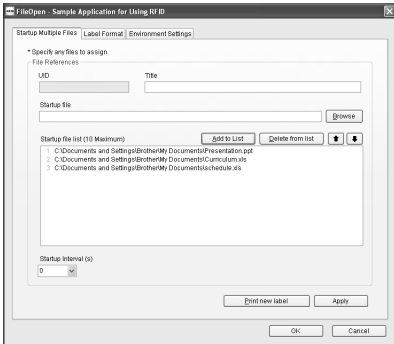 FileOpen - Sample Application for Using RFID
Startup Multiple Files Label Format Environment Settings
* Specify any files to assign.
File References
UID Title
Startup file
Browse
Startup file list (10 Maximum) Add to List Delete from list
1 C:\Documents and Settings\Brother\My Documents\Presentation.ppt
2 C:\Documents and Settings\Brother\My Documents\Curriculum.xls
3 C:\Documents and Settings\Brother\My Documents\schedule.xls
Startup Interval (s)
0
Print new label Apply
OK Cancel